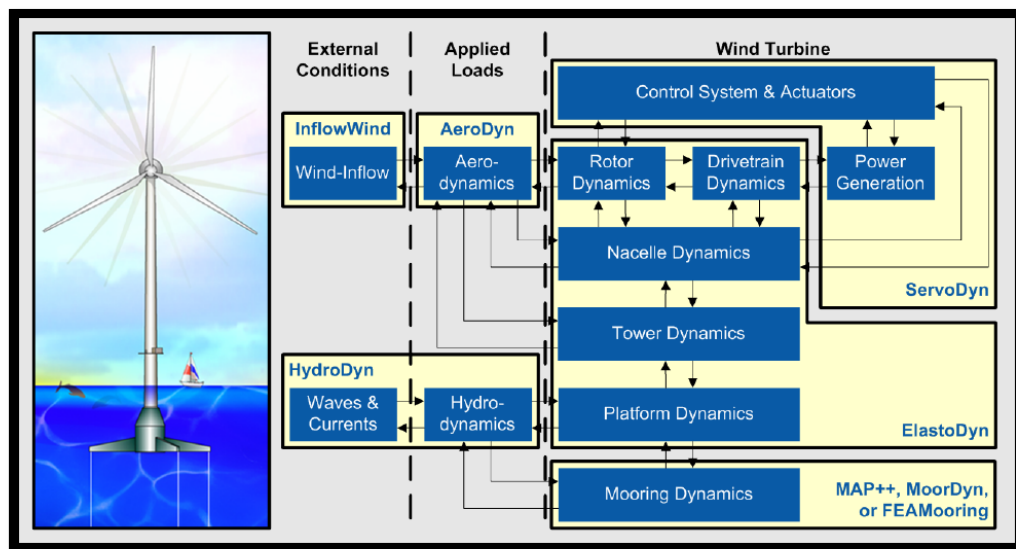 External
Conditions
Applied
Loads
Wind Turbine
Control System & Actuators
InflowWind
Wind-Inflow
AeroDyn
Aero-
dynamics
Rotor
Dynamics
Drivetrain
Dynamics
Power
Generation
Nacelle Dynamics
ServoDyn
Tower Dynamics
HydroDyn
Waves &
Currents
Hydro-
dynamics
Platform Dynamics
ElastoDyn
Mooring Dynamics
MAP++, MoorDyn,
or FEAMooring